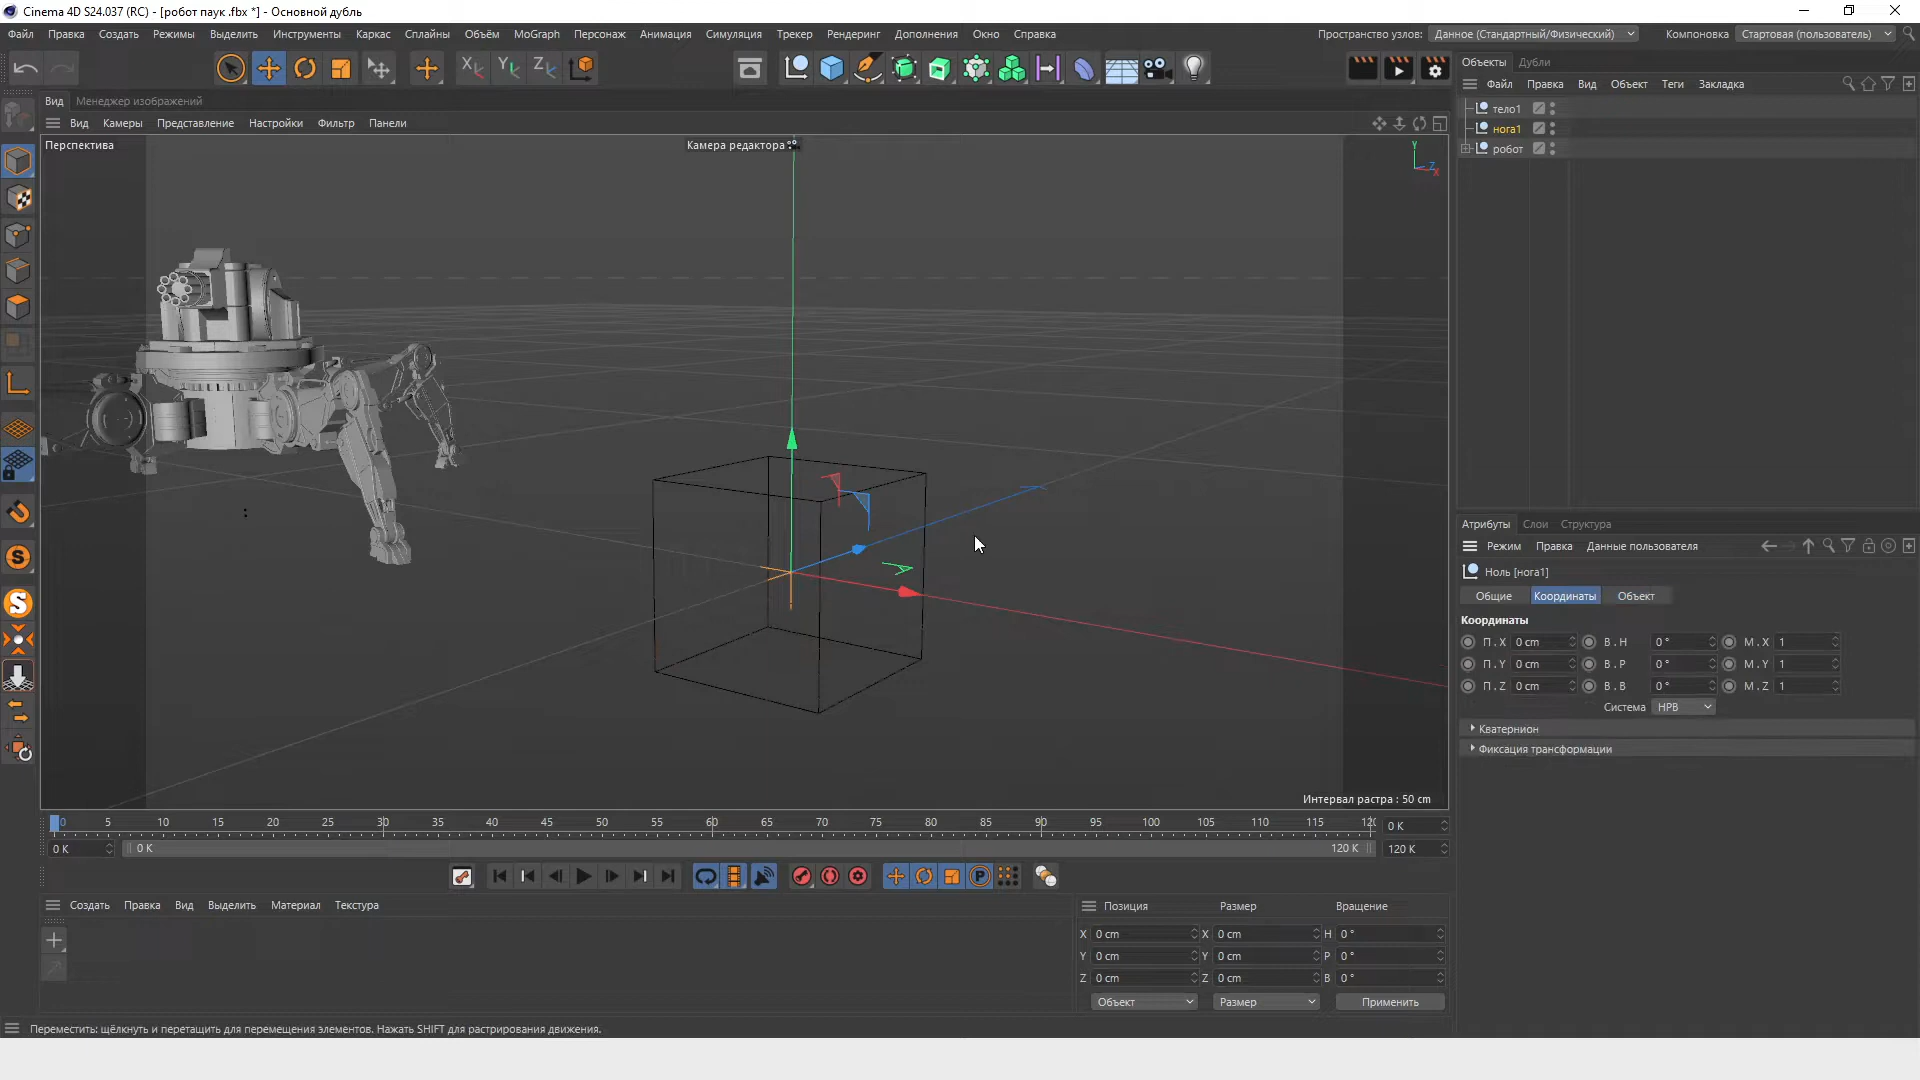 Cinema 4D S24.037 (RC) - [робот паук .fbx *] - Основной дубль
Файл Правка Создать Режимы Выделить Инструменты Каркас Сплайны Объём MoGraph Персонаж Анимация Симуляция Трекер Рендеринг Дополнения Окно Справка Пространство узлов: Данное (Стандартный/Физический) Компоновка Стартовая (пользователь)
X Y Z
Вид Менеджер изображений
Вид Камеры Представление Настройки Фильтр Панели
Перспектива
Камера редактора
Y
Z
X
Интервал растра : 50 cm
Объекты Дубли
Файл Правка Вид Объект Теги Закладка
тело1
нога1
робот
Атрибуты Слои Структура
Режим Правка Данные пользователя
Ноль [нога1]
Общие Координаты Объект
Координаты
П . X 0 cm В . H 0 ° М . X 1
П . Y 0 cm В . P 0 ° М . Y 1
П . Z 0 cm В . B 0 ° М . Z 1
Система HPB
Кватернион
Фиксация трансформации
0 5 10 15 20 25 30 35 40 45 50 55 60 65 70 75 80 85 90 95 100 105 110 115 0 K
0 K 0 K 120 K 120 K
P
Создать Правка Вид Выделить Материал Текстура
Позиция Размер Вращение
X 0 cm X 0 cm H 0 °
Y 0 cm Y 0 cm P 0 °
Z 0 cm Z 0 cm B 0 °
Объект Размер Применить
Переместить: щёлкнуть и перетащить для перемещения элементов. Нажать SHIFT для растрирования движения.